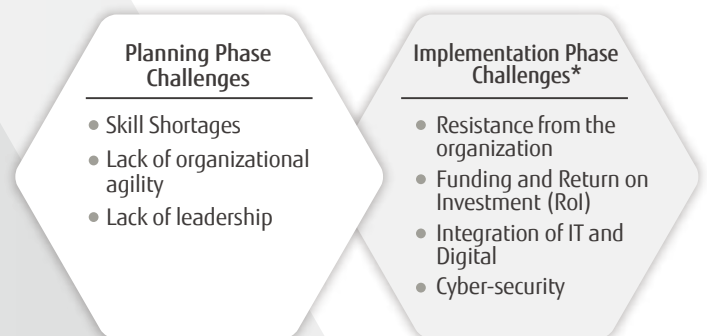 Planning Phase
Challenges
• Skill Shortages
• Lack of organizational
agility
• Lack of leadership
Implementation Phase
Challenges*
• Resistance from the
organization
• Funding and Return on
Investment (RoI)
• Integration of IT and
Digital
• Cyber-security